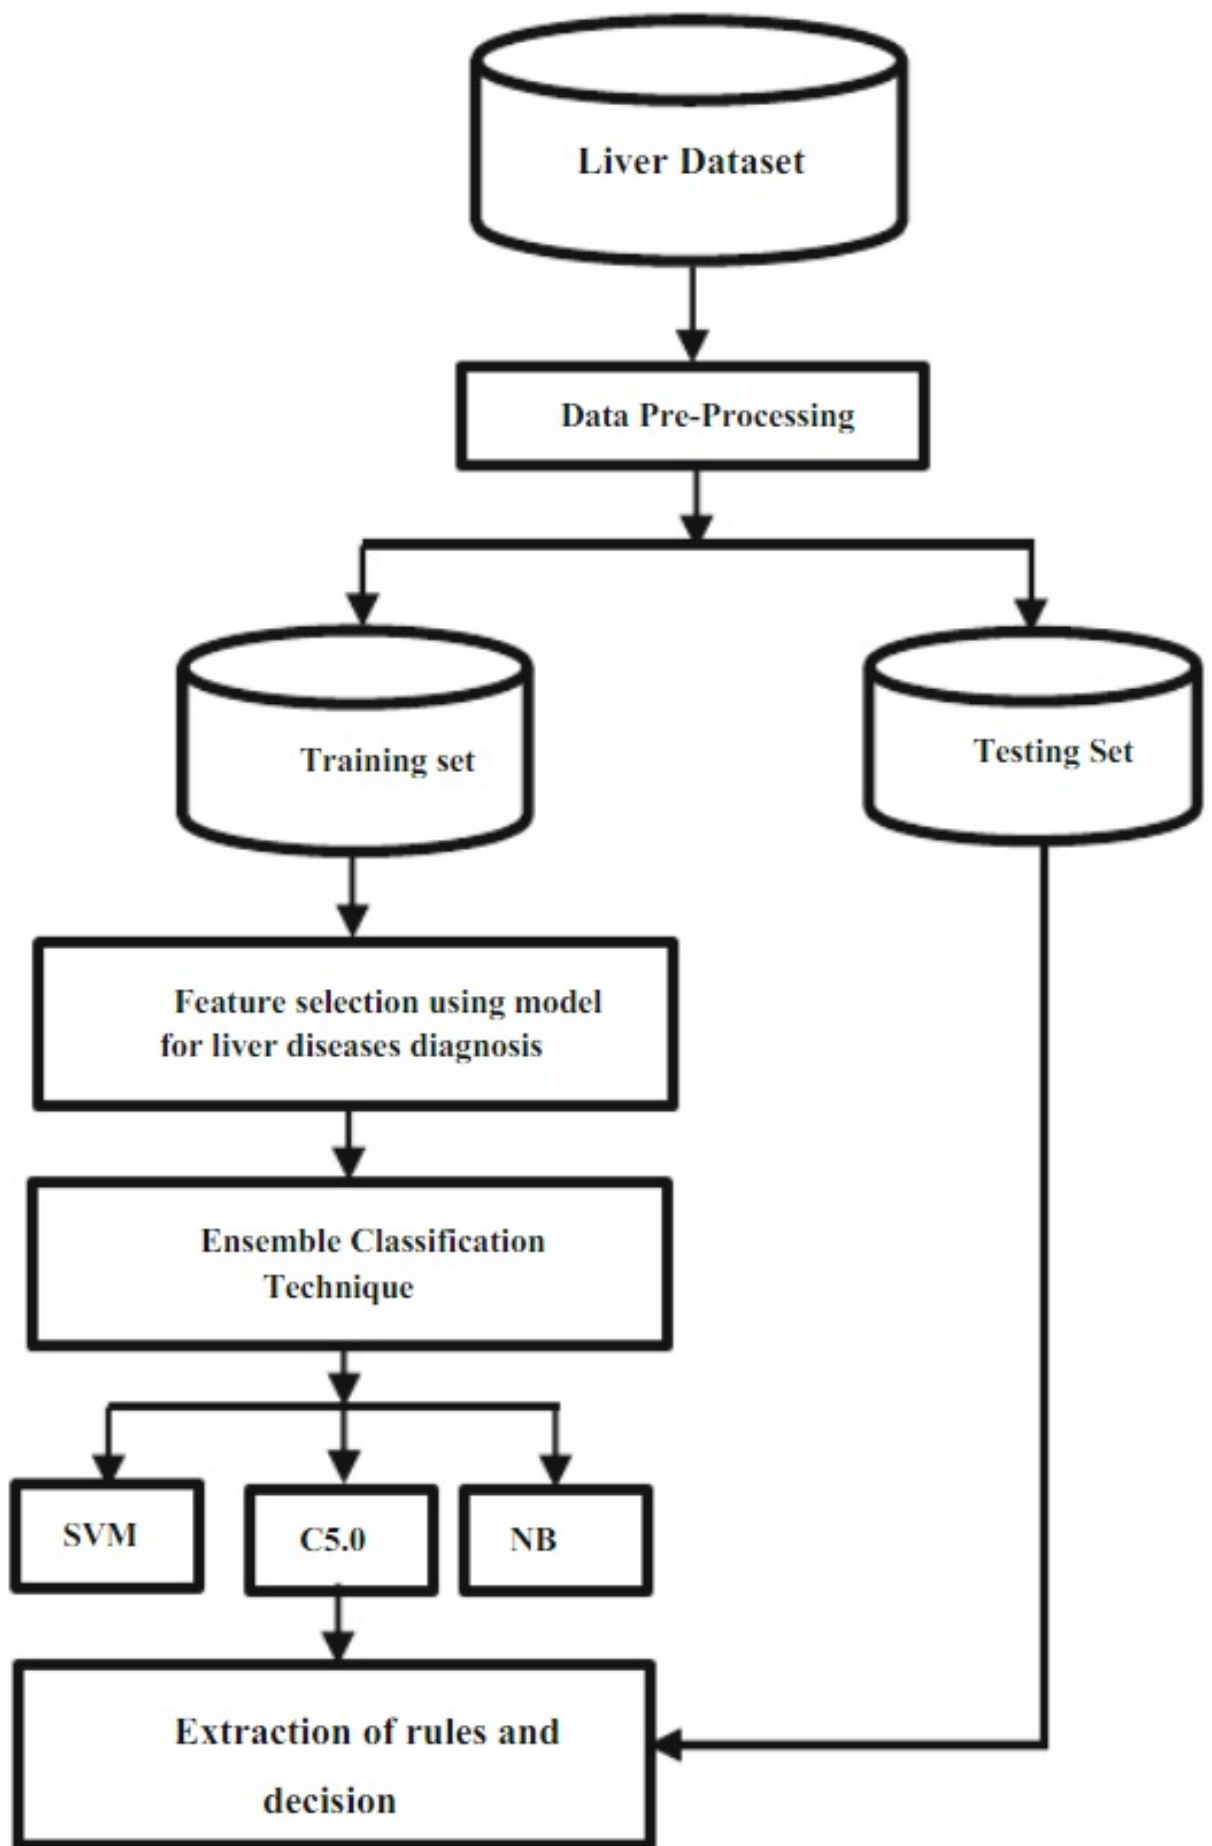 Liver Dataset
Data Pre-Processing
Training set
Testing Set
Feature selection using model
for liver diseases diagnosis
Ensemble Classification
Technique
SVM
C5.0
NB
Extraction of rules and
decision